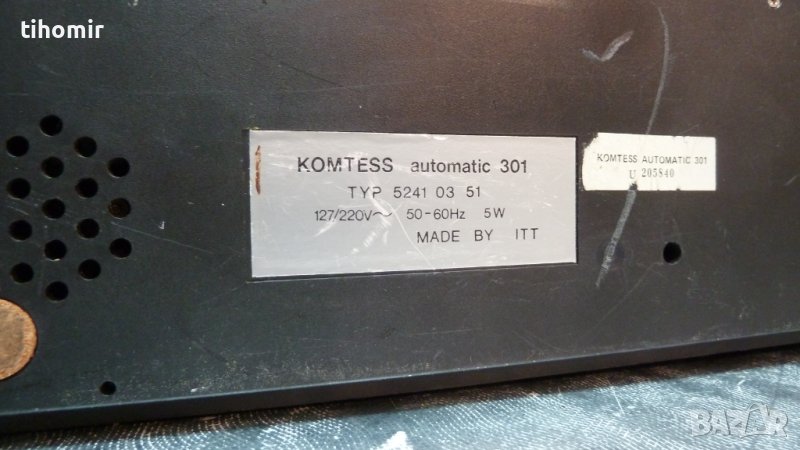 tihomir
KOMTESS automatic 301
TYP 5241 03 51
127/220V~ 50-60Hz 5W
MADE BY ITT
KOMTESS AUTOMATIC 301
U 205840
BAZAR